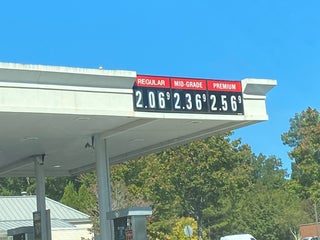 REGULAR MID-GRADE PREMIUM
2.06⁹ 2.36⁹ 2.56⁹